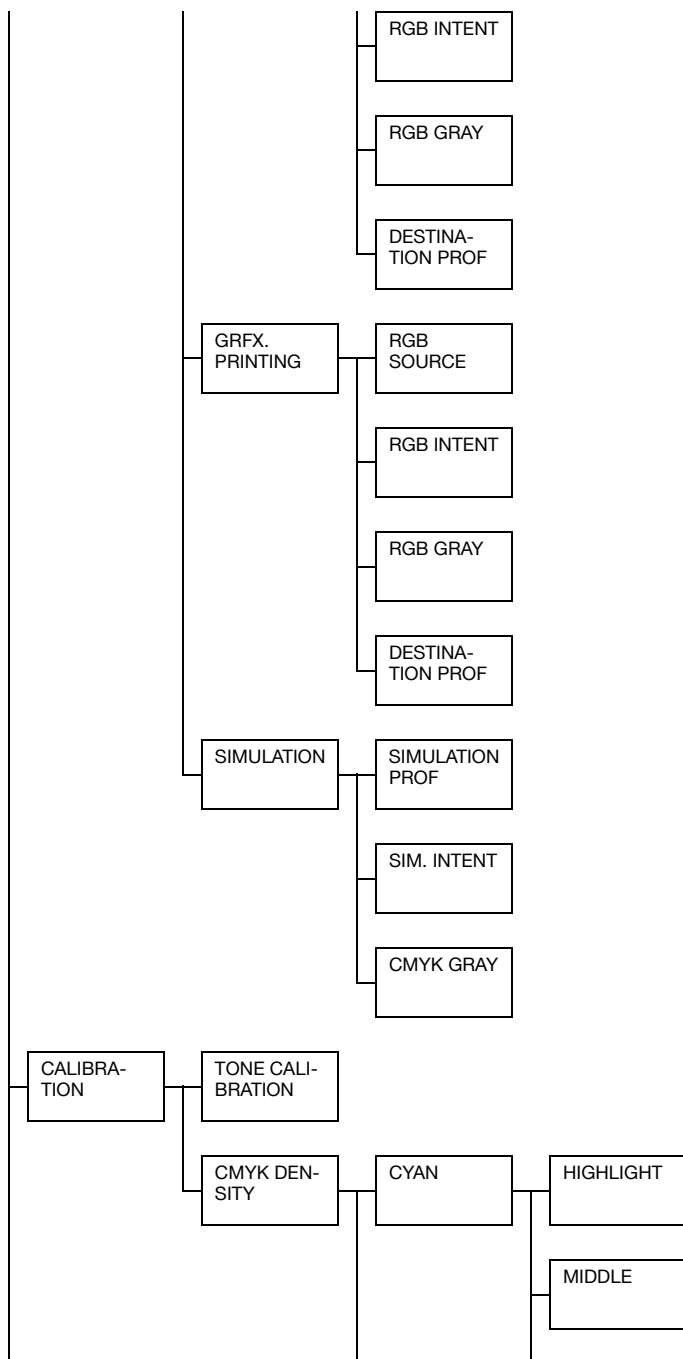 RGB INTENT
RGB GRAY
DESTINA-
TION PROF
GRFX.
PRINTING
RGB
SOURCE
RGB INTENT
RGB GRAY
DESTINA-
TION PROF
SIMULATION
SIMULATION
PROF
SIM. INTENT
CMYK GRAY
CALIBRA-
TION
TONE CALI-
BRATION
CMYK DEN-
SITY
CYAN
HIGHLIGHT
MIDDLE